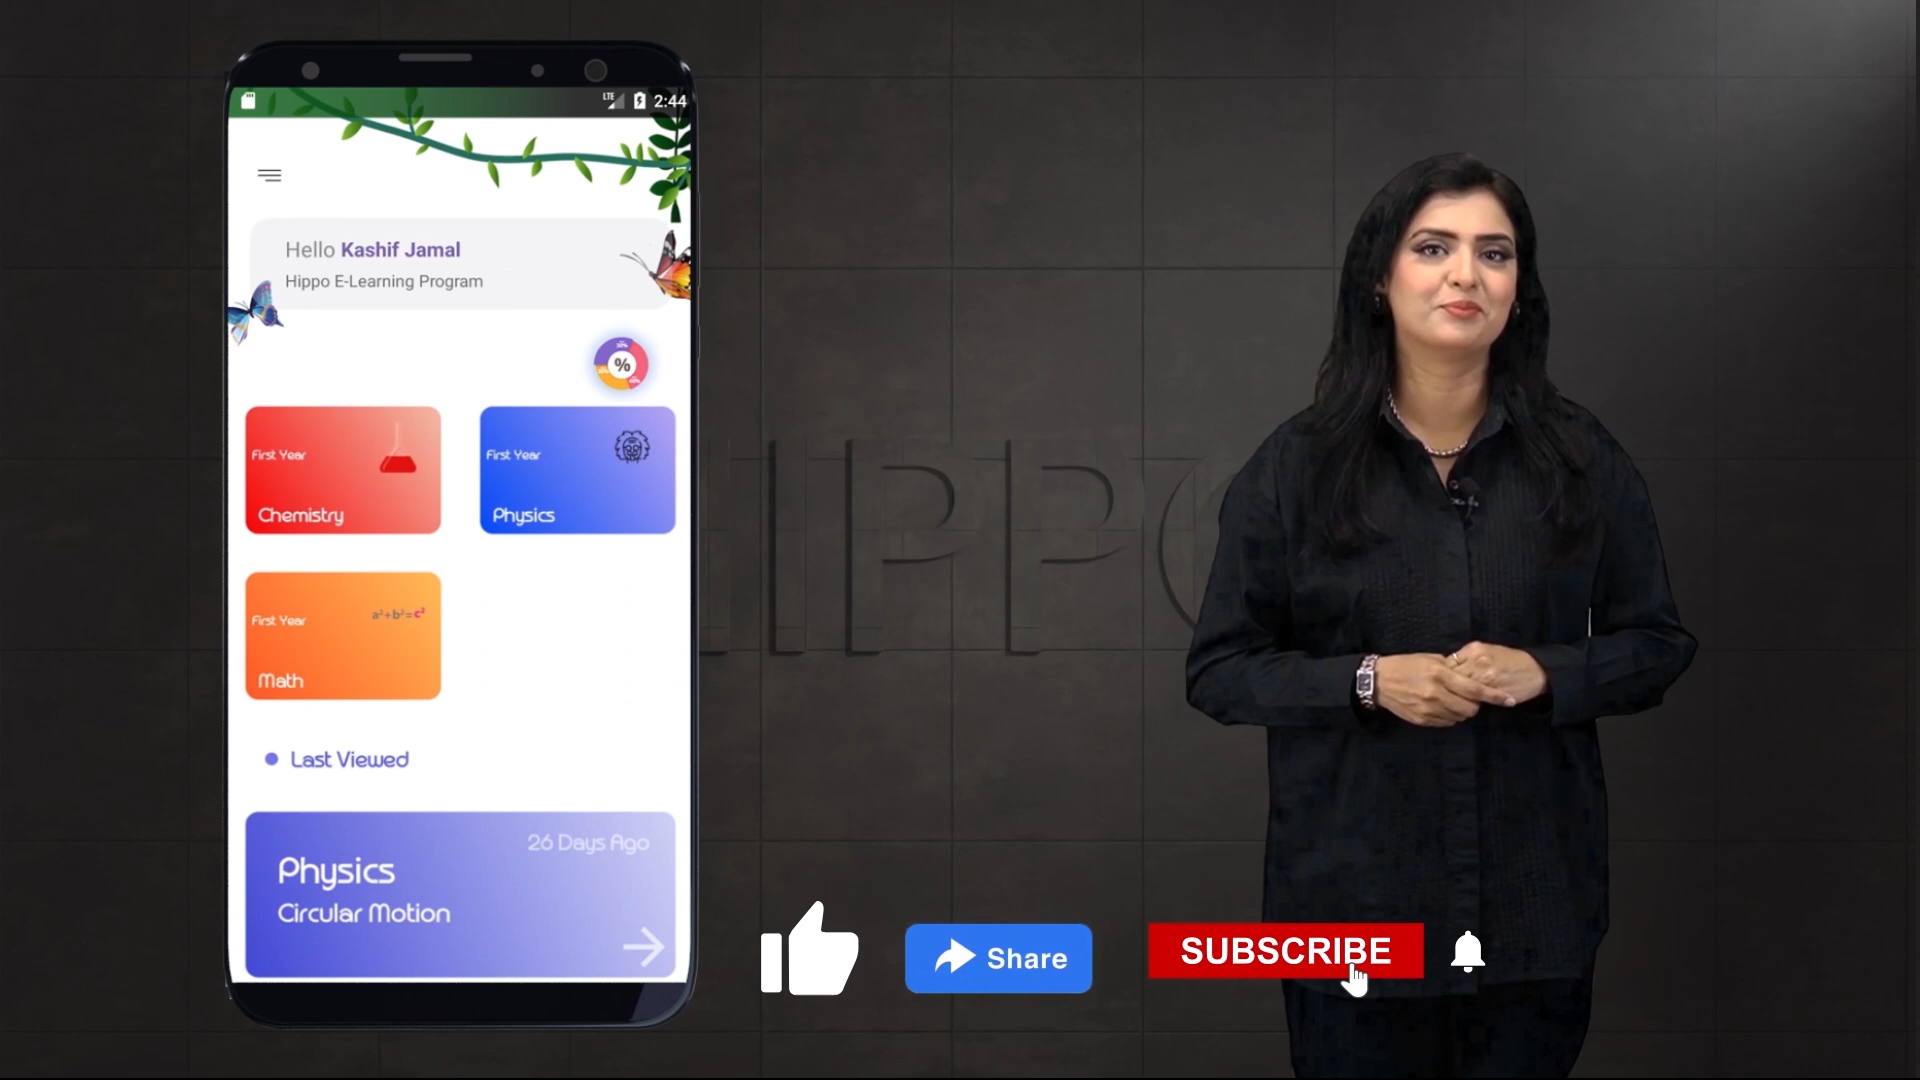 LTE 2:44
Hello Kashif Jamal
Hippo E-Learning Program
%
First Year
Chemistry
First Year
Physics
First Year
a²+b²=c²
Math
Last Viewed
26 Days Ago
Physics
Circular Motion
HIPPO
Share
SUBSCRIBE